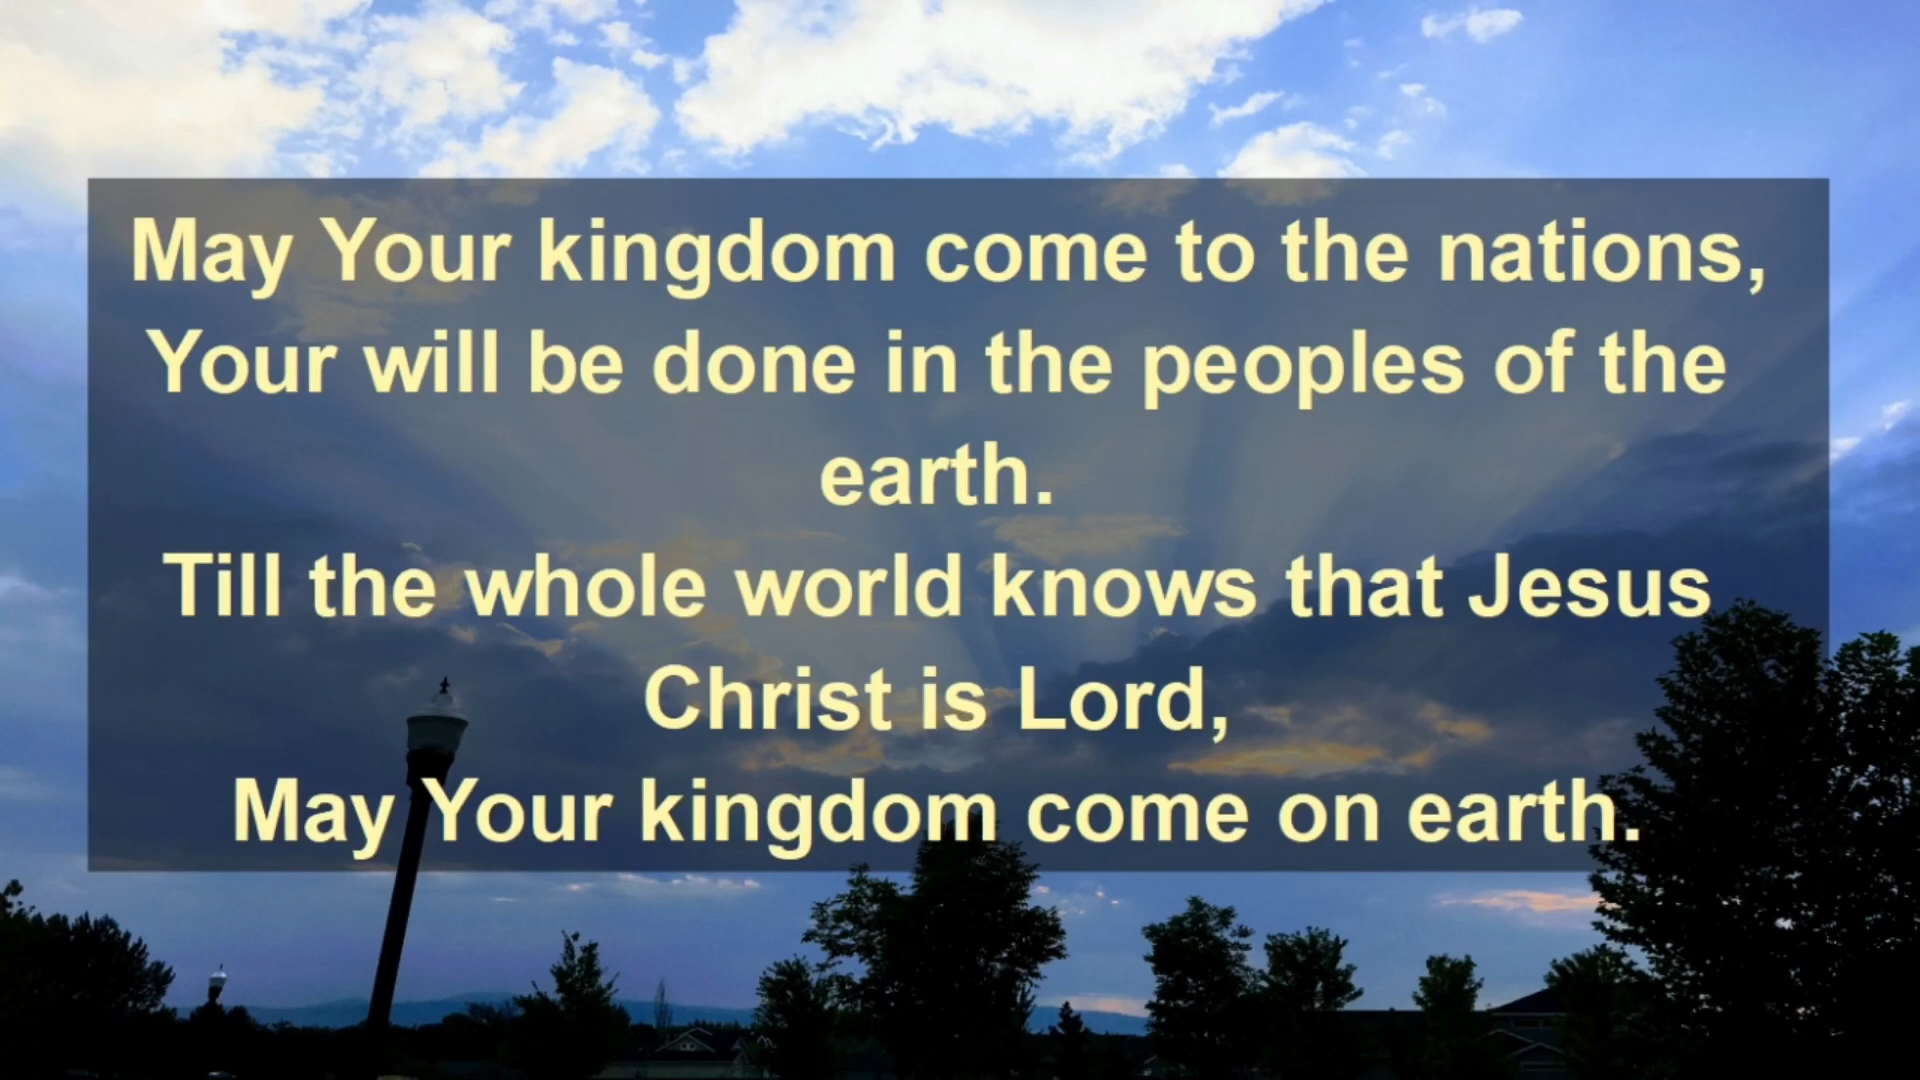 May Your kingdom come to the nations,
Your will be done in the peoples of the
earth.
Till the whole world knows that Jesus
Christ is Lord,
May Your kingdom come on earth.